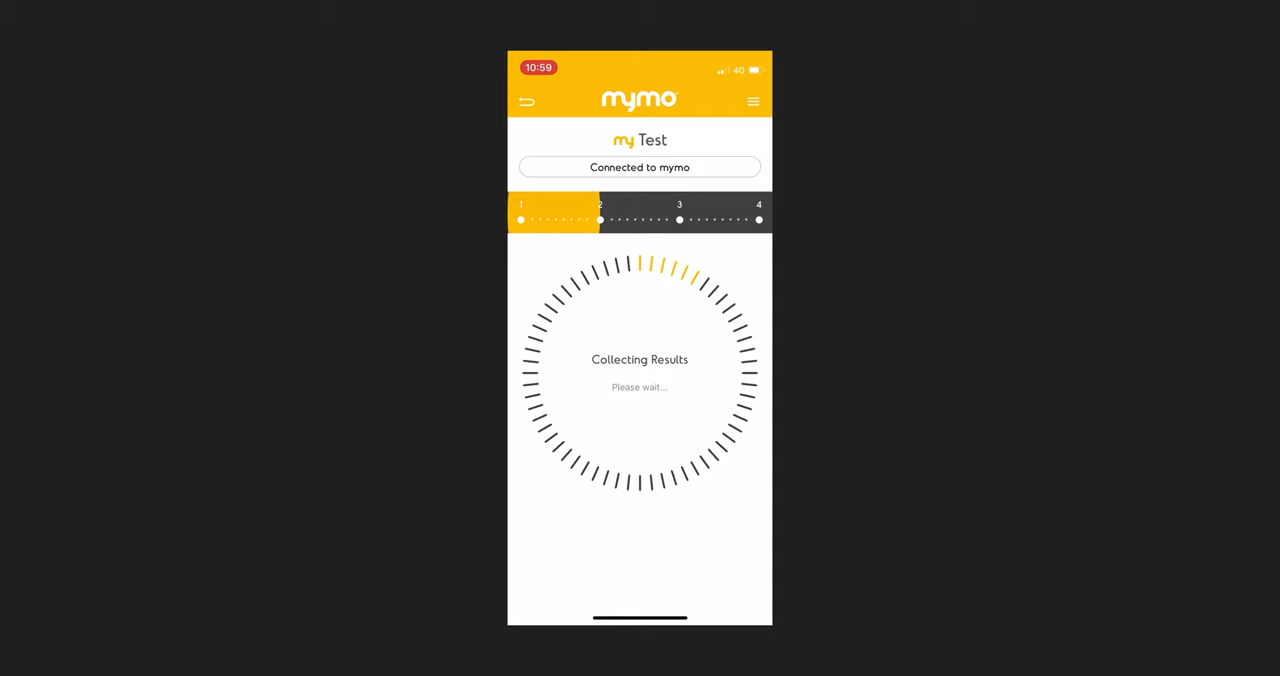 10:59
4G
mymo
my Test
Connected to mymo
1 2 3 4
Collecting Results
Please wait...